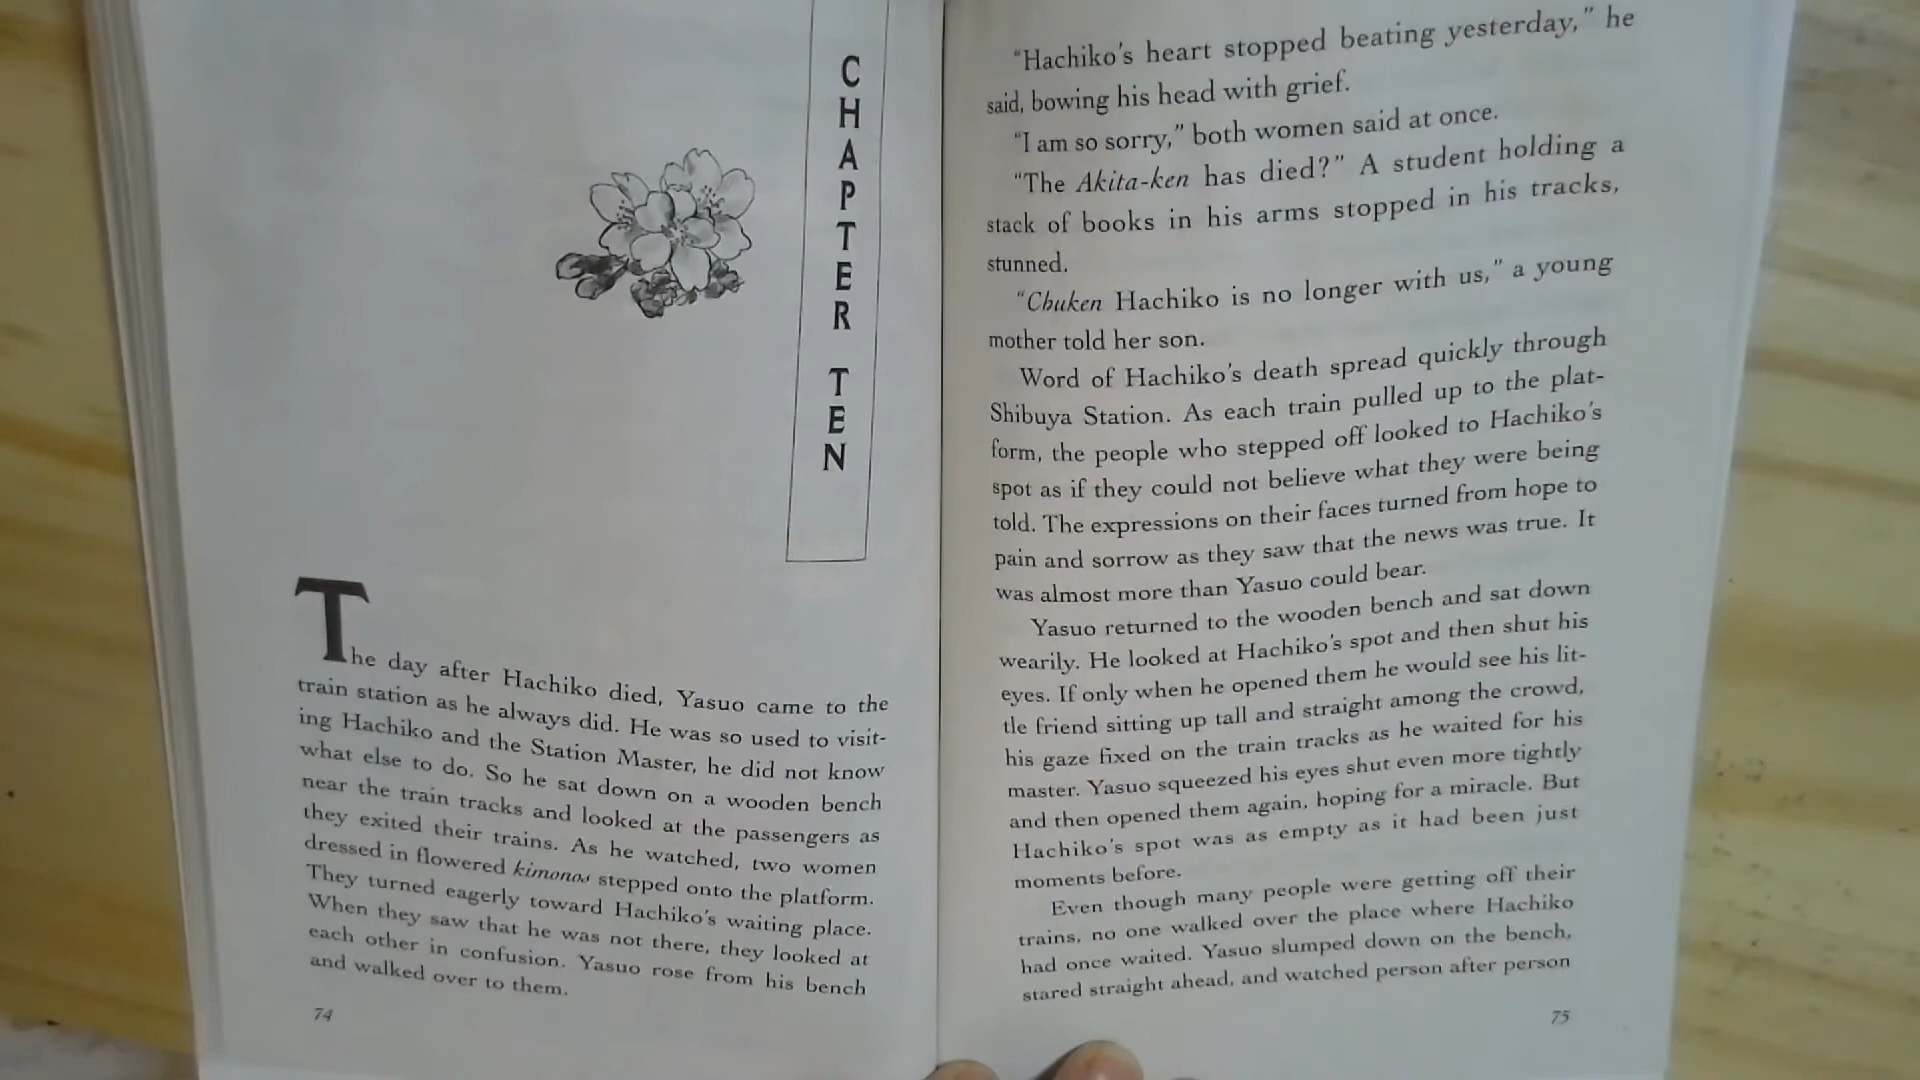 CHAPTER TEN
The day after Hachiko died, Yasuo came to the
train station as he always did. He was so used to visit-
ing Hachiko and the Station Master, he did not know
what else to do. So he sat down on a wooden bench
near the train tracks and looked at the passengers as
they exited their trains. As he watched, two women
dressed in flowered kimonos stepped onto the platform.
They turned eagerly toward Hachiko's waiting place.
When they saw that he was not there, they looked at
each other in confusion. Yasuo rose from his bench
and walked over to them.
74
"Hachiko's heart stopped beating yesterday," he
said, bowing his head with grief.
"I am so sorry," both women said at once.
"The Akita-ken has died?" A student holding a
stack of books in his arms stopped in his tracks,
stunned.
"Chuken Hachiko is no longer with us," a young
mother told her son.
Word of Hachiko's death spread quickly through
Shibuya Station. As each train pulled up to the plat-
form, the people who stepped off looked to Hachiko's
spot as if they could not believe what they were being
told. The expressions on their faces turned from hope to
pain and sorrow as they saw that the news was true. It
was almost more than Yasuo could bear.
Yasuo returned to the wooden bench and sat down
wearily. He looked at Hachiko's spot and then shut his
eyes. If only when he opened them he would see his lit-
tle friend sitting up tall and straight among the crowd,
his gaze fixed on the train tracks as he waited for his
master. Yasuo squeezed his eyes shut even more tightly
and then opened them again, hoping for a miracle. But
Hachiko's spot was as empty as it had been just
moments before.
Even though many people were getting off their
trains, no one walked over the place where Hachiko
had once waited. Yasuo slumped down on the bench,
stared straight ahead, and watched person after person
75